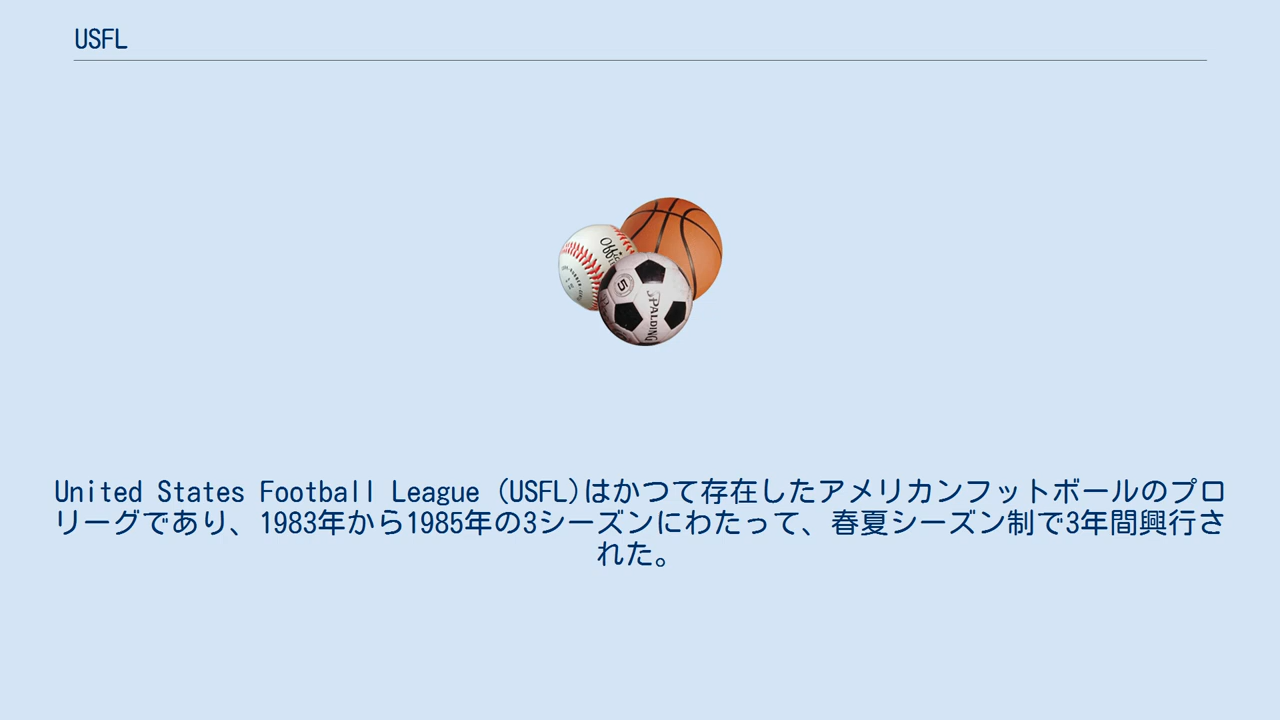 USFL
Official
5
SPALDING
United States Football League (USFL)はかつて存在したアメリカンフットボールのプロ
リーグであり、1983年から1985年の3シーズンにわたって、春夏シーズン制で3年間興行さ
れた。